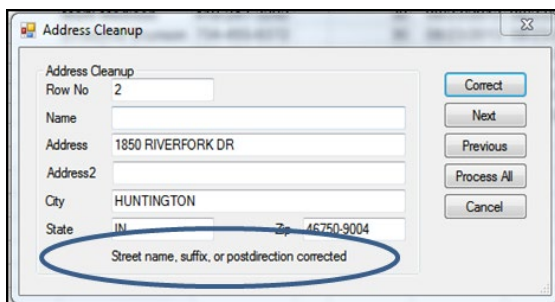 Address Cleanup
Address Cleanup
Row No 2
Correct
Name
Next
Address 1850 RIVERFORK DR
Previous
Address2
Process All
City HUNTINGTON
Cancel
State IN Zip 46750-9004
Street name, suffix, or postdirection corrected